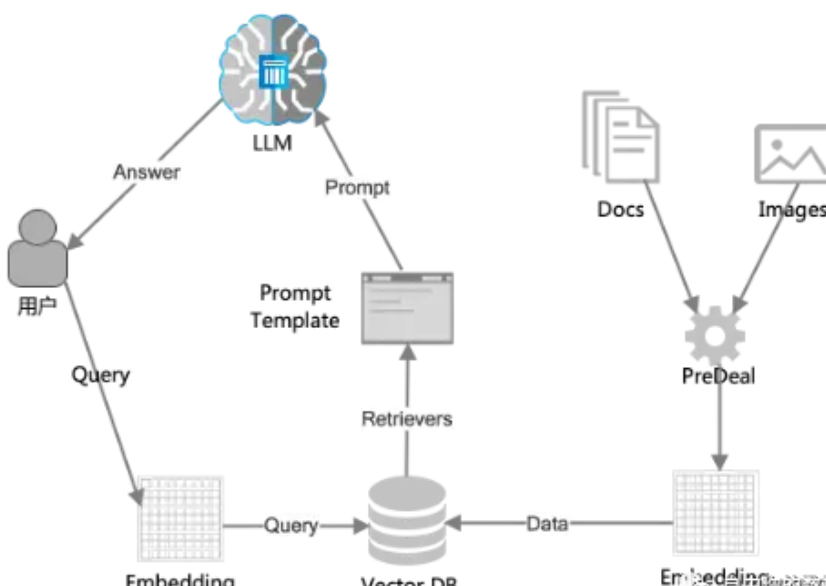 LLM
Answer
Prompt
Docs
Images
用户
Prompt
Template
PreDeal
Query
Retrievers
Query
Data
Embedding
Vector DB
Embedding